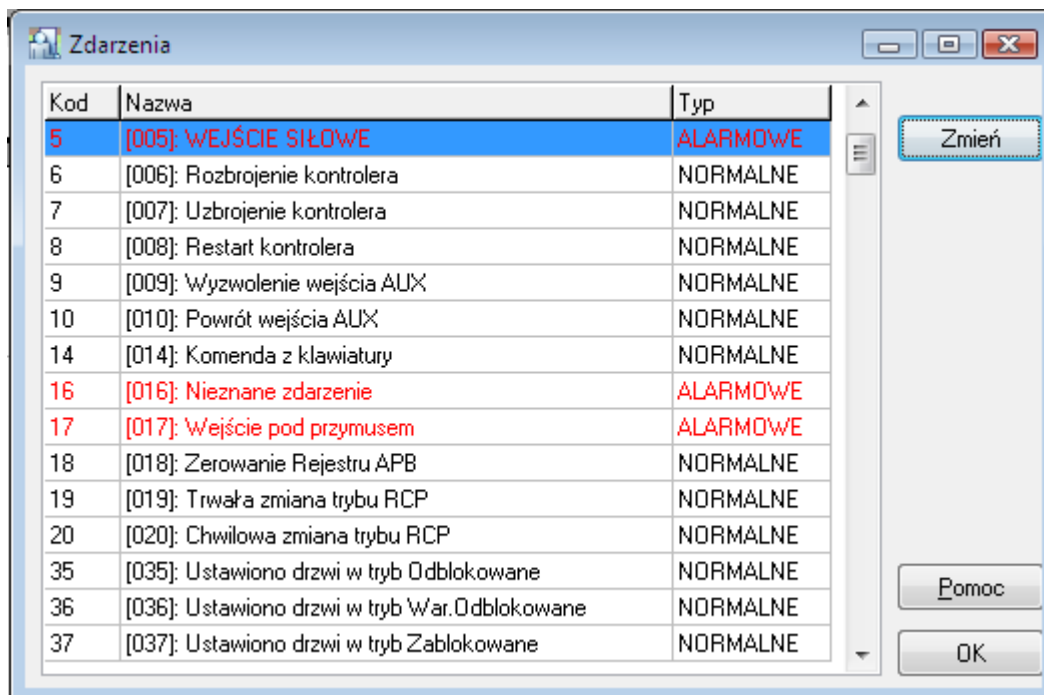 Zdarzenia
Kod Nazwa Typ
5 [005]: WEJŚCIE SIŁOWE ALARMOWE
Zmień
6 [006]: Rozbrojenie kontrolera NORMALNE
7 [007]: Uzbrojenie kontrolera NORMALNE
8 [008]: Restart kontrolera NORMALNE
9 [009]: Wyzwolenie wejścia AUX NORMALNE
10 [010]: Powrót wejścia AUX NORMALNE
14 [014]: Komenda z klawiatury NORMALNE
16 [016]: Nieznane zdarzenie ALARMOWE
17 [017]: Wejście pod przymusem ALARMOWE
18 [018]: Zerowanie Rejestru APB NORMALNE
19 [019]: Trwała zmiana trybu RCP NORMALNE
20 [020]: Chwilowa zmiana trybu RCP NORMALNE
35 [035]: Ustawiono drzwi w tryb Odblokowane NORMALNE
36 [036]: Ustawiono drzwi w tryb War.Odblokowane NORMALNE
Pomoc
37 [037]: Ustawiono drzwi w tryb Zablokowane NORMALNE
OK